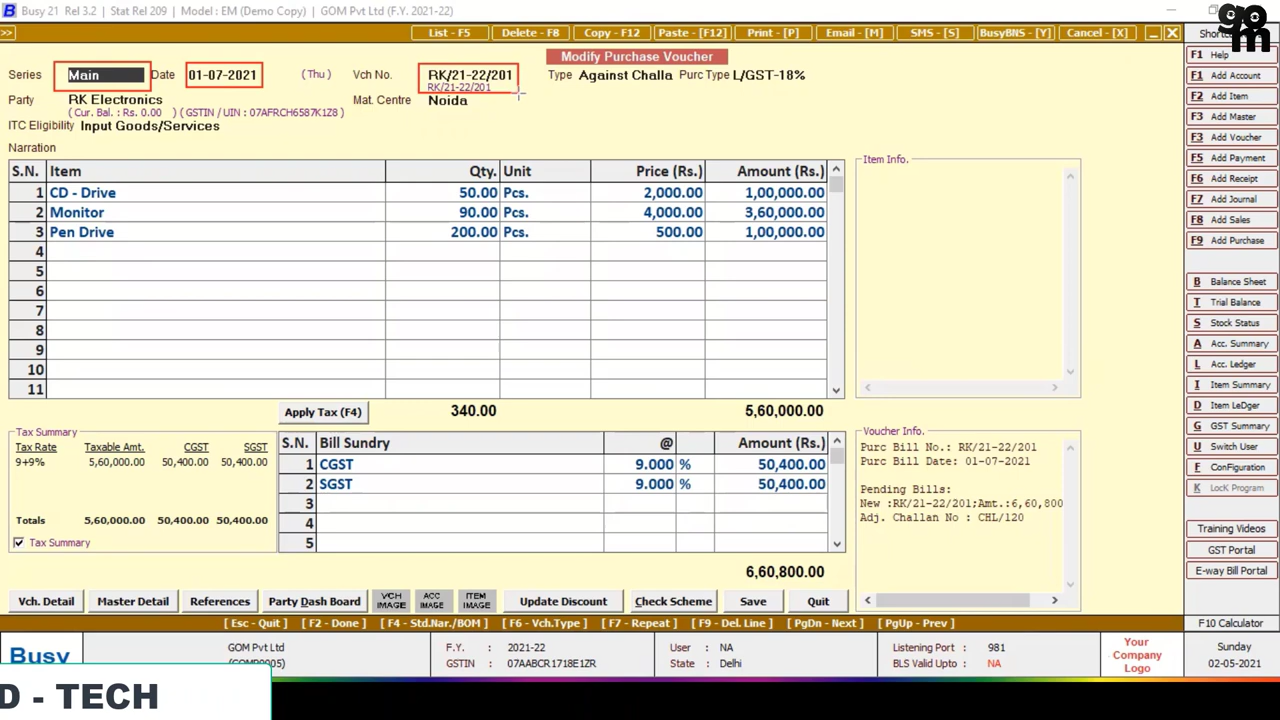 Busy 21 Rel 3.2 | Stat Rel 209 | Model : EM (Demo Copy) | GOM Pvt Ltd (F.Y. 2021-22)
gom
>> List - F5 Delete - F8 Copy - F12 Paste - [F12] Print - [P] Email - [M] SMS - [S] BusyBNS - [Y] Cancel - [X]
Modify Purchase Voucher
Series Main Date 01-07-2021 (Thu) Vch No. RK/21-22/201 Type Against Challa Purc Type L/GST-18%
RK/21-22/201
Party RK Electronics Mat. Centre Noida
(Cur. Bal. : Rs. 0.00 ) (GSTIN / UIN : 07AFRCH6587K1Z8)
ITC Eligibility Input Goods/Services
Narration
S.N. Item Qty. Unit Price (Rs.) Amount (Rs.)
1 CD - Drive 50.00 Pcs. 2,000.00 1,00,000.00
2 Monitor 90.00 Pcs. 4,000.00 3,60,000.00
3 Pen Drive 200.00 Pcs. 500.00 1,00,000.00
4
5
6
7
8
9
10
11
Apply Tax (F4) 340.00 5,60,000.00
Item Info.
Tax Summary
Tax Rate Taxable Amt. CGST SGST
9+9% 5,60,000.00 50,400.00 50,400.00
Totals 5,60,000.00 50,400.00 50,400.00
Tax Summary
S.N. Bill Sundry @ Amount (Rs.)
1 CGST 9.000 % 50,400.00
2 SGST 9.000 % 50,400.00
3
4
5
6,60,800.00
Voucher Info.
Purc Bill No.: RK/21-22/201
Purc Bill Date: 01-07-2021
Pending Bills:
New :RK/21-22/201;Amt.:6,60,800
Adj. Challan No : CHL/120
Vch. Detail Master Detail References Party Dash Board VCH IMAGE ACC IMAGE ITEM IMAGE Update Discount Check Scheme Save Quit
[ Esc - Quit ] [ F2 - Done ] [ F4 - Std.Nar./BOM ] [ F6 - Vch.Type ] [ F7 - Repeat ] [ F9 - Del. Line ] [ PgDn - Next ] [ PgUp - Prev ]
Short
F1 Help
F1 Add Account
F2 Add Item
F3 Add Master
F3 Add Voucher
F5 Add Payment
F6 Add Receipt
F7 Add Journal
F8 Add Sales
F9 Add Purchase
B Balance Sheet
T Trial Balance
S Stock Status
A Acc. Summary
L Acc. Ledger
I Item Summary
D Item LeDger
G GST Summary
U Switch User
F Configuration
K LocK Program
Training Videos
GST Portal
E-way Bill Portal
F10 Calculator
Busy
GOM Pvt Ltd
F.Y. : 2021-22
GSTIN : 07AABCR1718E1ZR
User : NA
State : Delhi
Listening Port : 981
BLS Valid Upto : NA
Your
Company
Logo
Sunday
02-05-2021
D - TECH